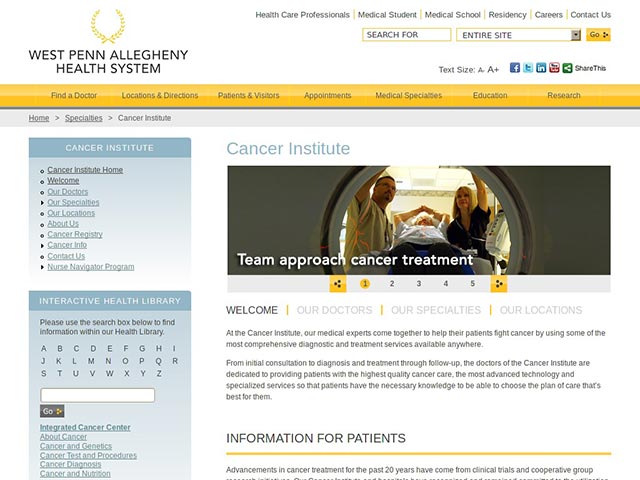 Health Care Professionals Medical Student Medical School Residency Careers Contact Us
SEARCH FOR ENTIRE SITE Go
WEST PENN ALLEGHENY
HEALTH SYSTEM
Text Size: A- A+ ShareThis
Find a Doctor Locations & Directions Patients & Visitors Appointments Medical Specialties Education Research
Home > Specialties > Cancer Institute
CANCER INSTITUTE
Cancer Institute Home
Welcome
Our Doctors
Our Specialties
Our Locations
About Us
Cancer Registry
Cancer Info
Contact Us
Nurse Navigator Program
INTERACTIVE HEALTH LIBRARY
Please use the search box below to find
information within our Health Library.
A B C D E F G H I
J K L M N O P Q R
S T U V W X Y Z
Go
Integrated Cancer Center
About Cancer
Cancer and Genetics
Cancer Test and Procedures
Cancer Diagnosis
Cancer and Nutrition
Cancer Institute
Team approach cancer treatment
1 2 3 4 5
WELCOME OUR DOCTORS OUR SPECIALTIES OUR LOCATIONS
At the Cancer Institute, our medical experts come together to help their patients fight cancer by using some of the
most comprehensive diagnostic and treatment services available anywhere.
From initial consultation to diagnosis and treatment through follow-up, the doctors of the Cancer Institute are
dedicated to providing patients with the highest quality cancer care, the most advanced technology and
specialized services so that patients have the necessary knowledge to be able to choose the plan of care that's
best for them.
INFORMATION FOR PATIENTS
Advancements in cancer treatment for the past 20 years have come from clinical trials and cooperative group